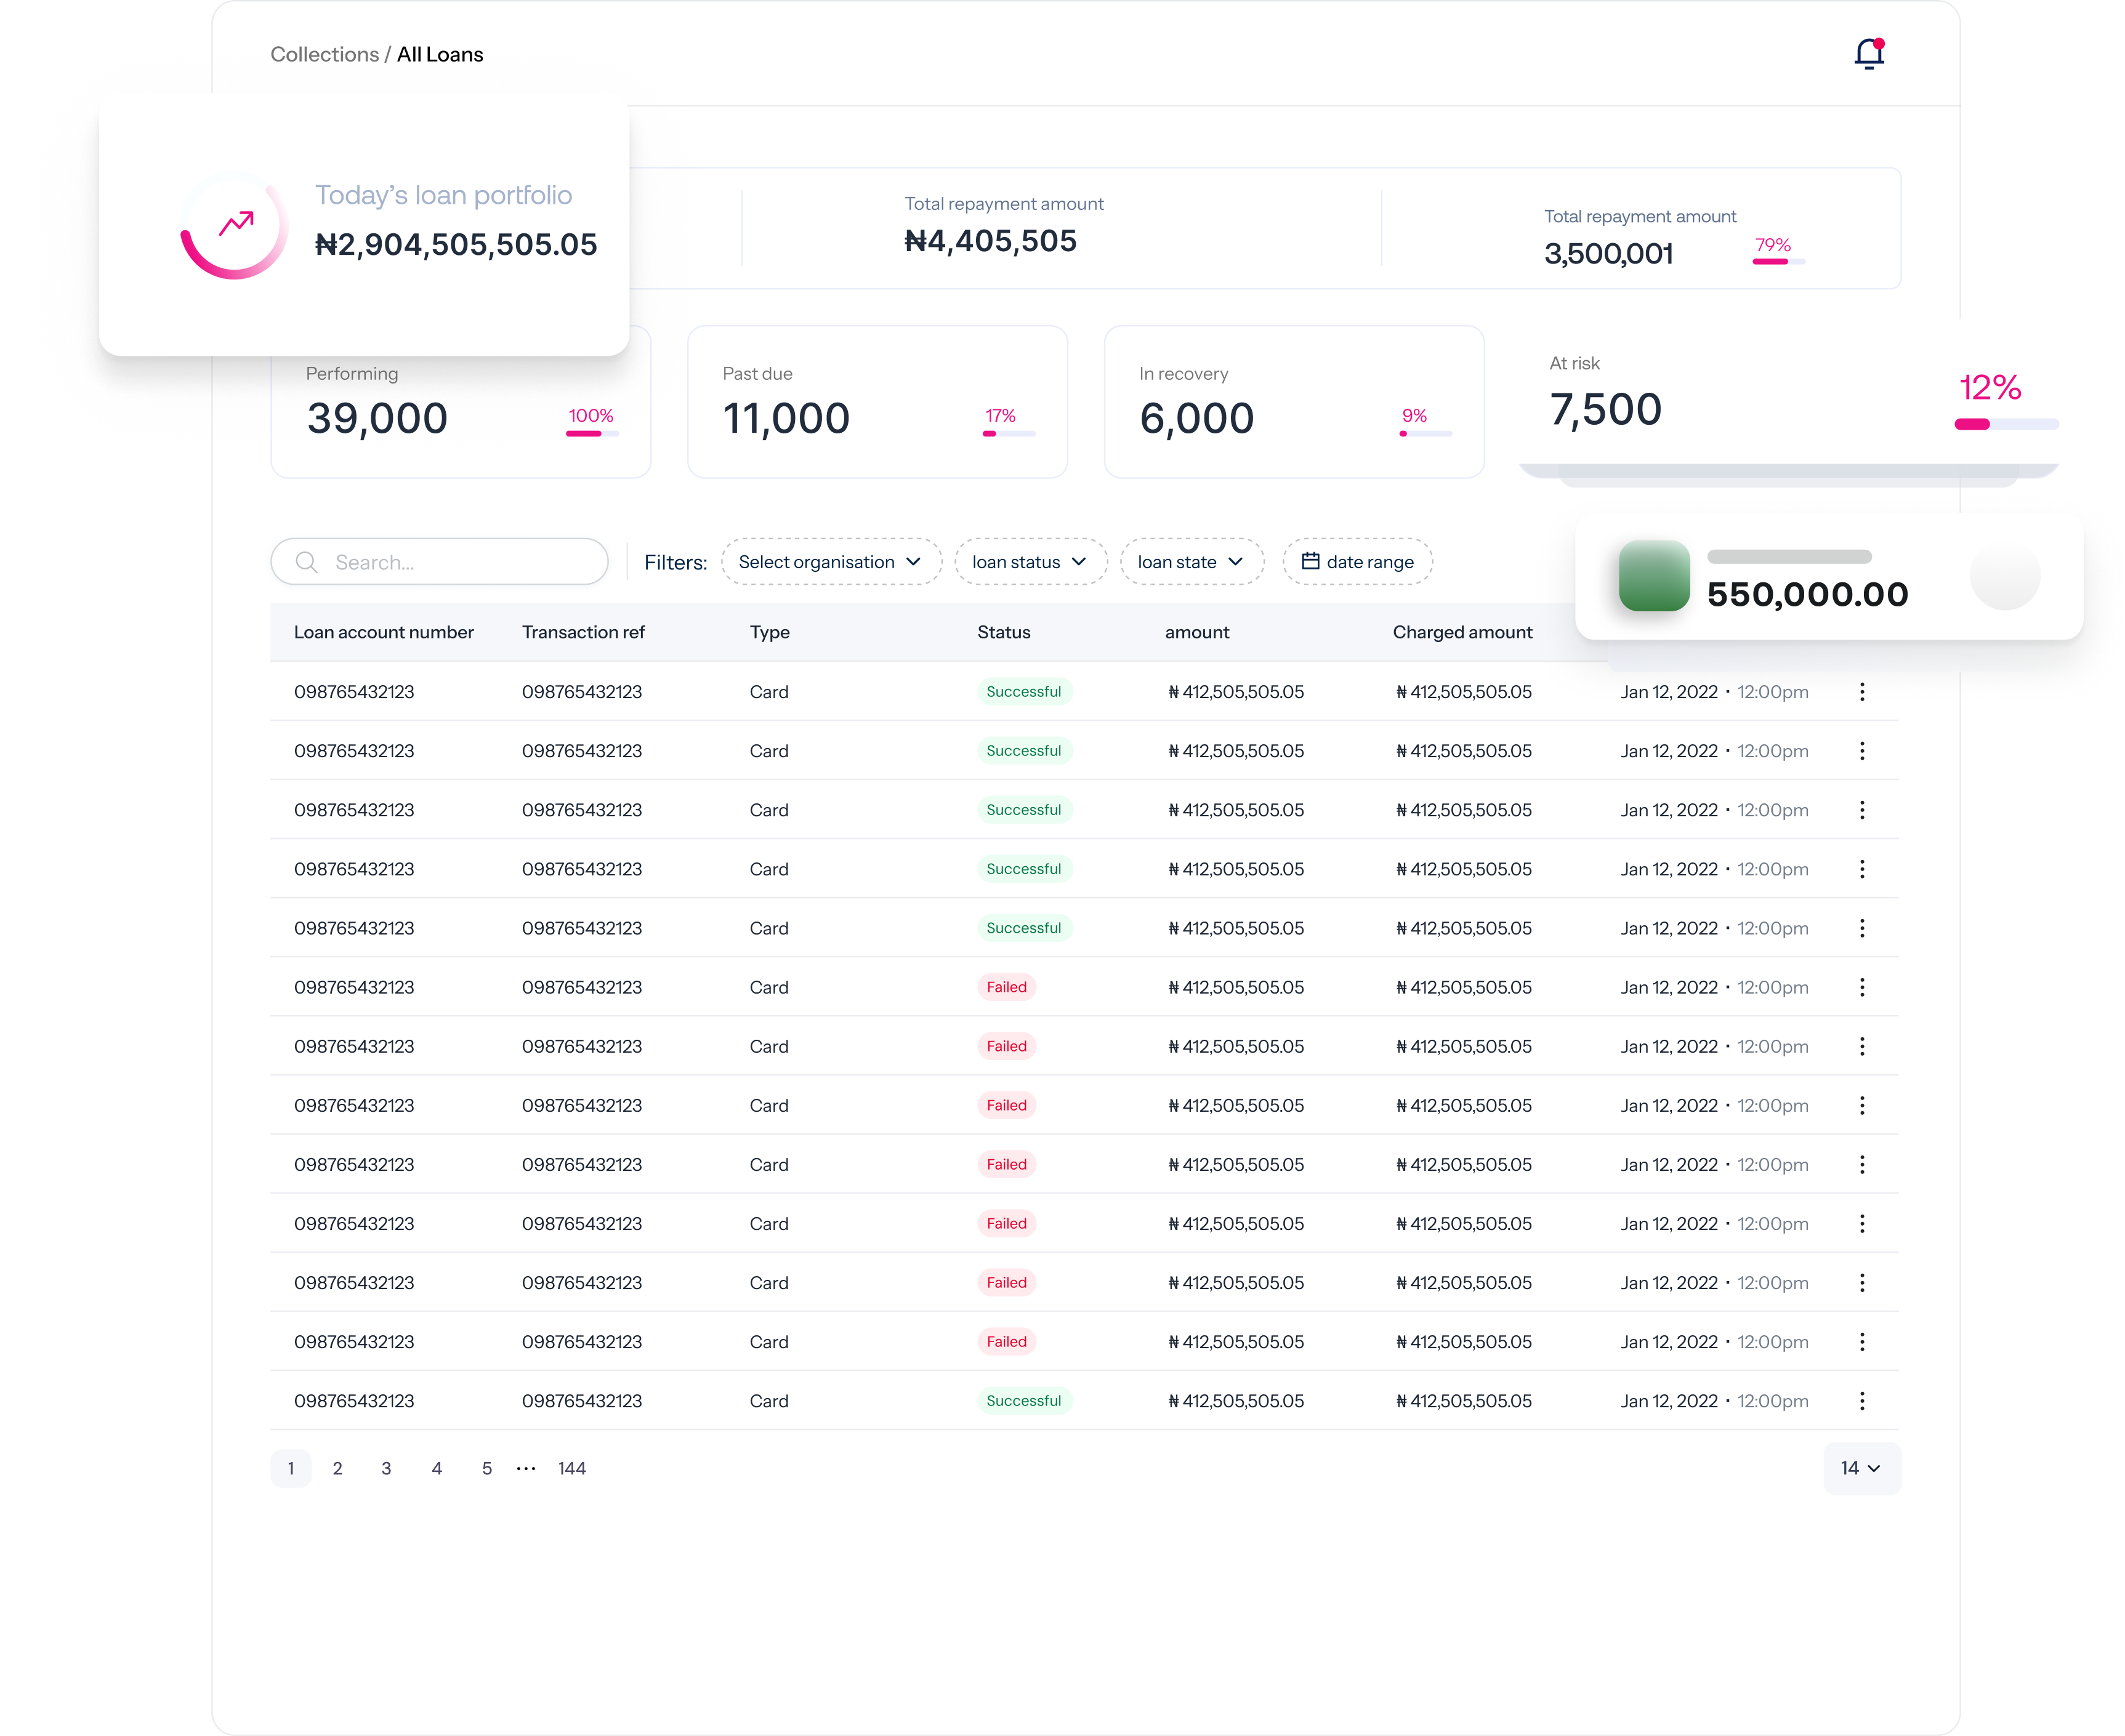 Collections / All Loans
Today's loan portfolio
₦2,904,505,505.05
Total repayment amount
₦4,405,505
Total repayment amount
3,500,001
79%
Performing
39,000
100%
Past due
11,000
17%
In recovery
6,000
9%
At risk
7,500
12%
550,000.00
Search...
Filters:
Select organisation
loan status
loan state
date range
Loan account number Transaction ref Type Status amount Charged amount
098765432123 098765432123 Card Successful ₦ 412,505,505.05 ₦ 412,505,505.05 Jan 12, 2022 • 12:00pm
098765432123 098765432123 Card Successful ₦ 412,505,505.05 ₦ 412,505,505.05 Jan 12, 2022 • 12:00pm
098765432123 098765432123 Card Successful ₦ 412,505,505.05 ₦ 412,505,505.05 Jan 12, 2022 • 12:00pm
098765432123 098765432123 Card Successful ₦ 412,505,505.05 ₦ 412,505,505.05 Jan 12, 2022 • 12:00pm
098765432123 098765432123 Card Successful ₦ 412,505,505.05 ₦ 412,505,505.05 Jan 12, 2022 • 12:00pm
098765432123 098765432123 Card Failed ₦ 412,505,505.05 ₦ 412,505,505.05 Jan 12, 2022 • 12:00pm
098765432123 098765432123 Card Failed ₦ 412,505,505.05 ₦ 412,505,505.05 Jan 12, 2022 • 12:00pm
098765432123 098765432123 Card Failed ₦ 412,505,505.05 ₦ 412,505,505.05 Jan 12, 2022 • 12:00pm
098765432123 098765432123 Card Failed ₦ 412,505,505.05 ₦ 412,505,505.05 Jan 12, 2022 • 12:00pm
098765432123 098765432123 Card Failed ₦ 412,505,505.05 ₦ 412,505,505.05 Jan 12, 2022 • 12:00pm
098765432123 098765432123 Card Failed ₦ 412,505,505.05 ₦ 412,505,505.05 Jan 12, 2022 • 12:00pm
098765432123 098765432123 Card Failed ₦ 412,505,505.05 ₦ 412,505,505.05 Jan 12, 2022 • 12:00pm
098765432123 098765432123 Card Successful ₦ 412,505,505.05 ₦ 412,505,505.05 Jan 12, 2022 • 12:00pm
1 2 3 4 5 ... 144
14